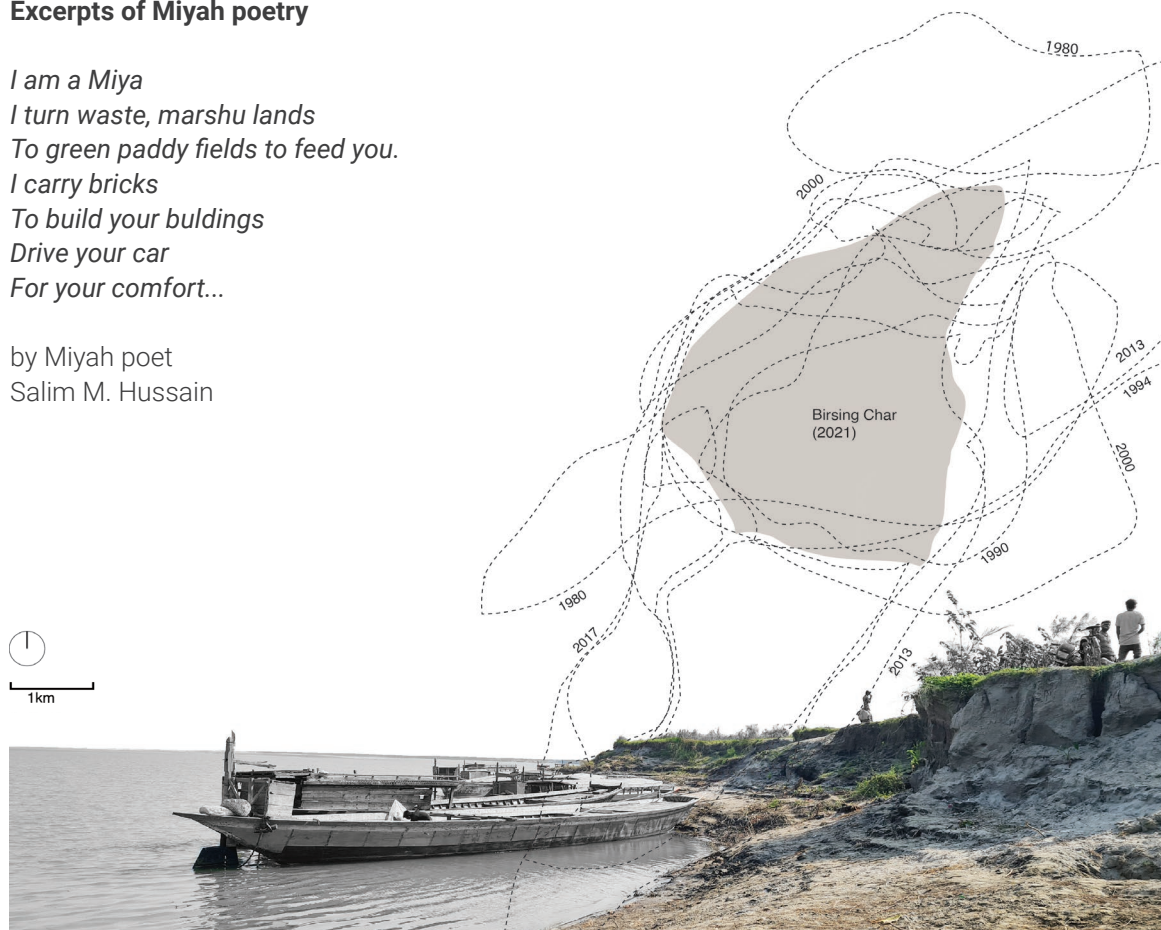 Excerpts of Miyah poetry
I am a Miya
I turn waste, marshu lands
To green paddy fields to feed you.
I carry bricks
To build your buldings
Drive your car
For your comfort...
by Miyah poet
Salim M. Hussain
1980
2000
2013
1994
Birsing Char
(2021)
2000
1990
1980
2017
2013
1km